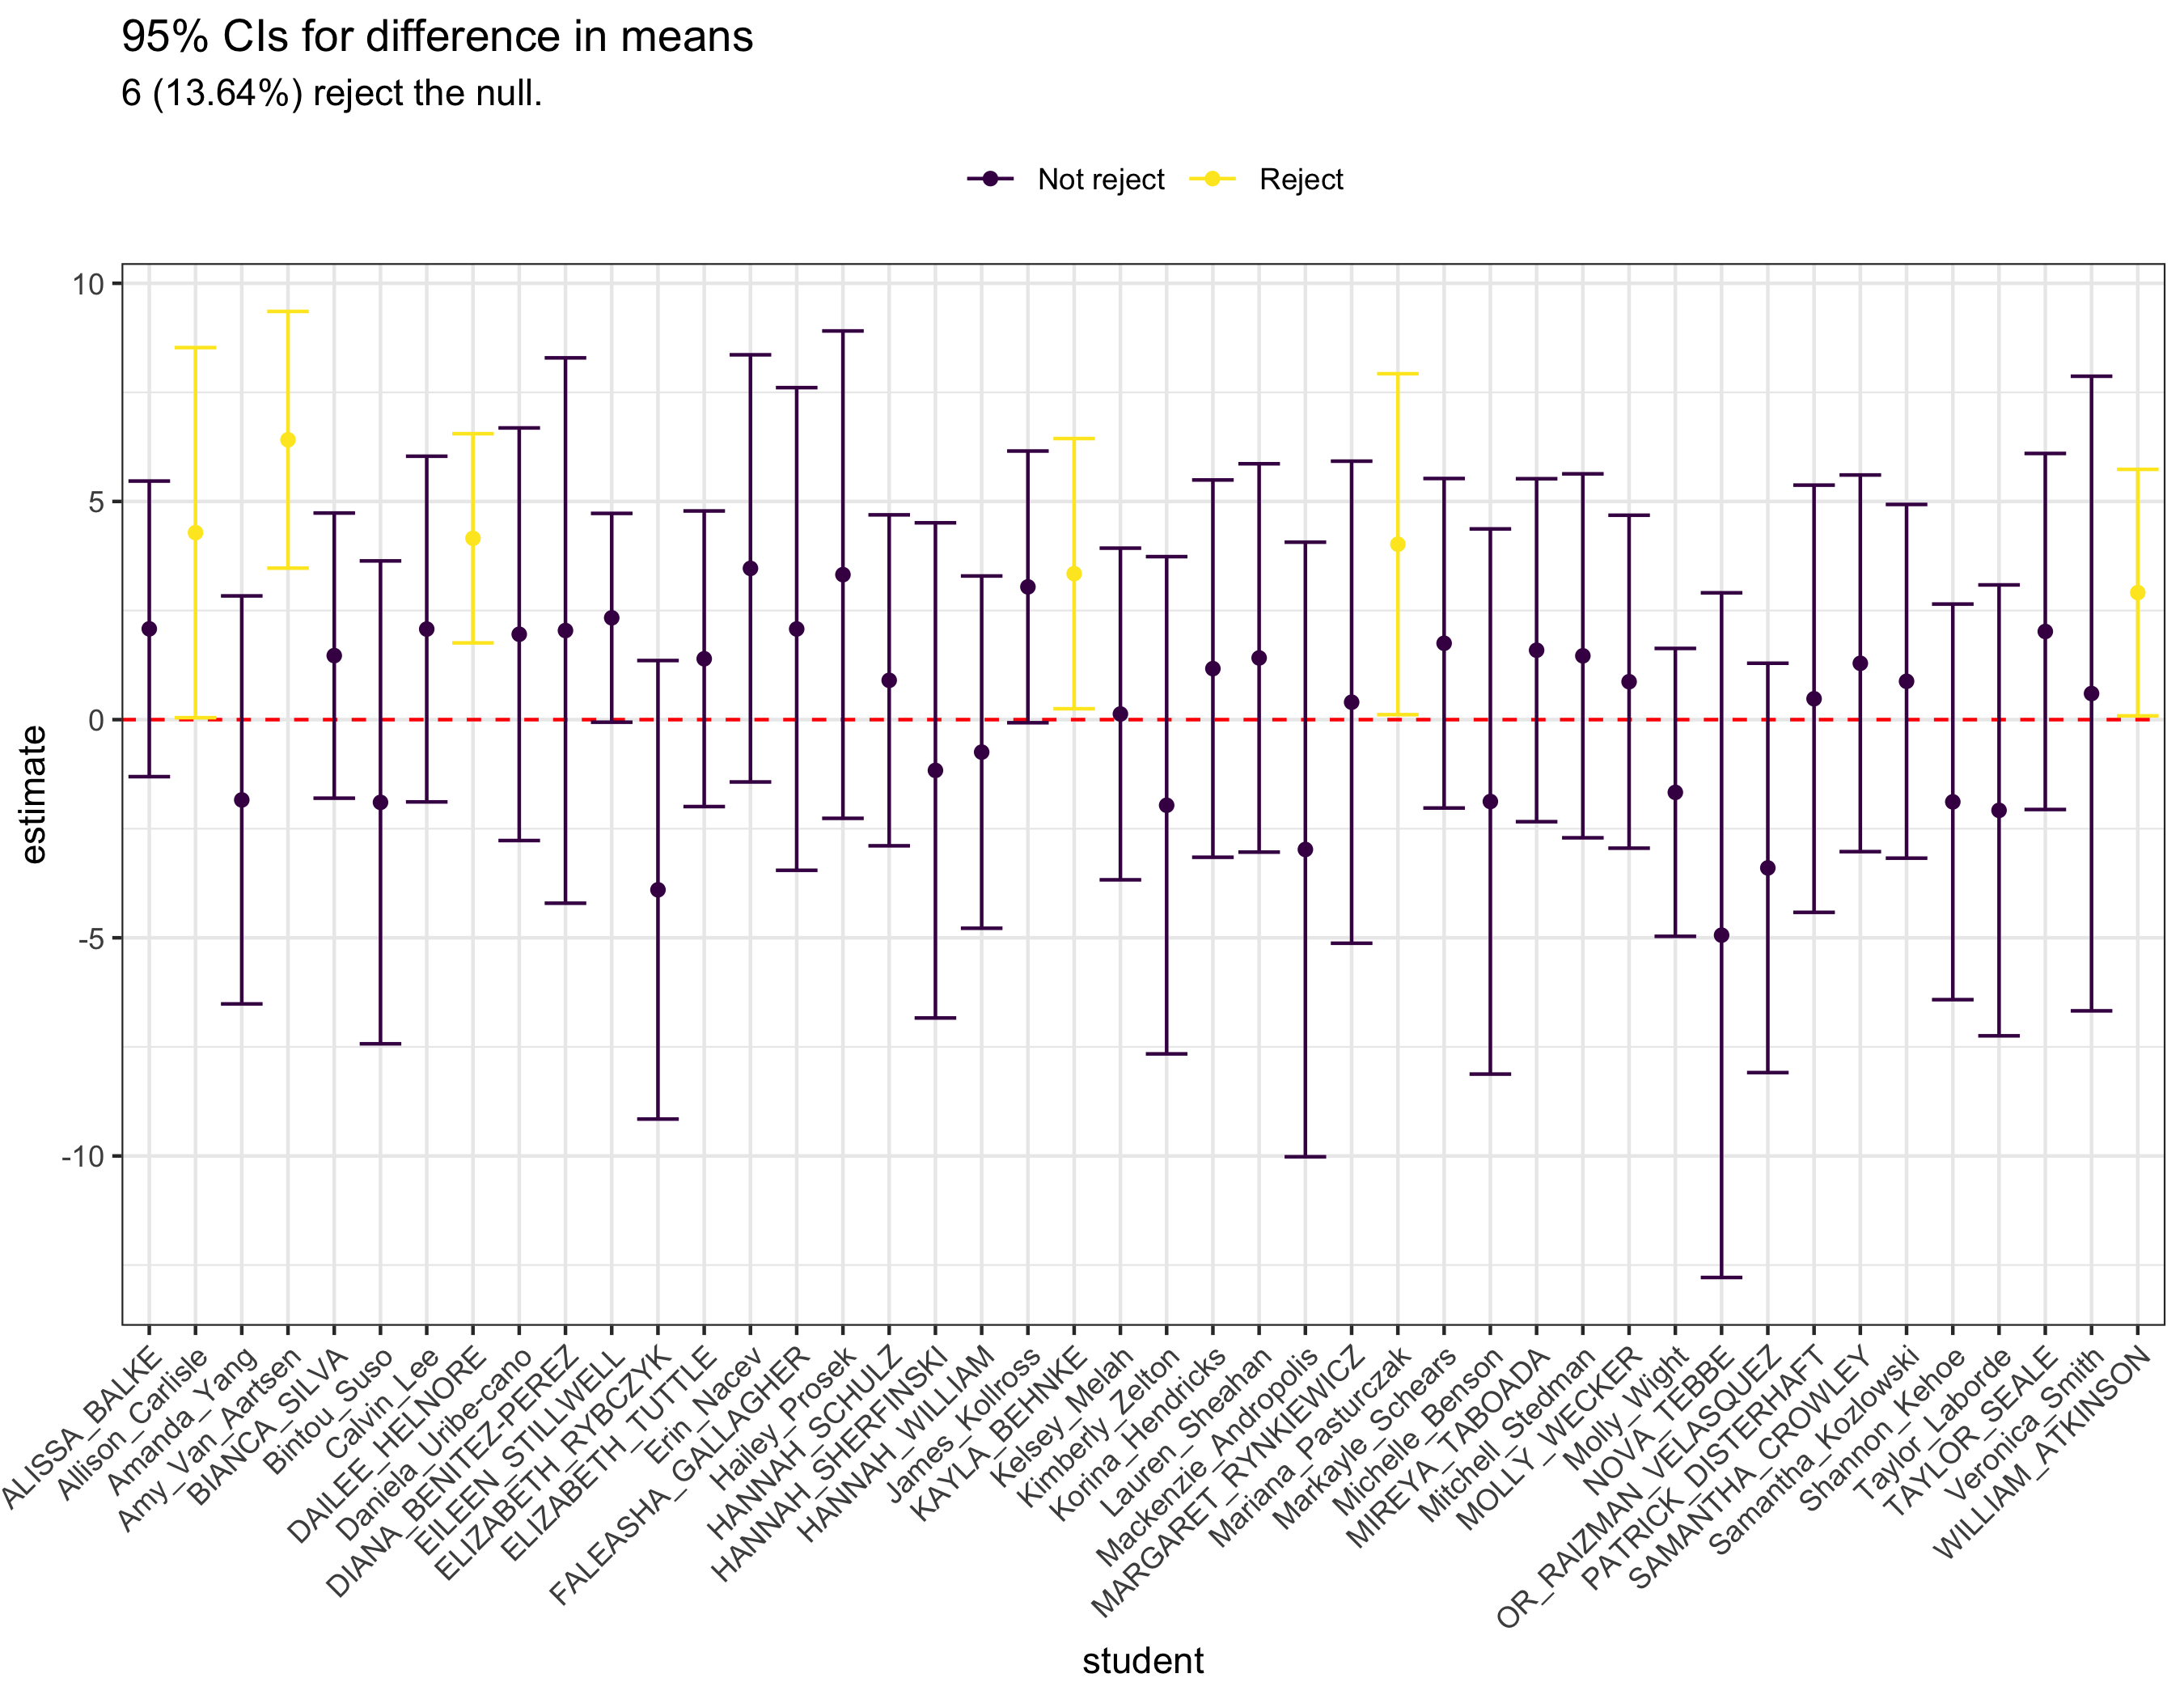 95% CIs for difference in means
6 (13.64%) reject the null.
Not reject
Reject
10
5
0
-5
-10
estimate
ALISSA_BALKE
Allison_Carlisle
Amanda_Yang
Amy_Van_Aartsen
BIANCA_SILVA
Bintou_Suso
Calvin_Lee
DAILEE_HELNORE
Daniela_Uribe-cano
DIANA_BENITEZ-PEREZ
EILEEN_STILLWELL
ELIZABETH_RYBCZYK
ELIZABETH_TUTTLE
Erin_Nacev
FALEASHA_GALLAGHER
Hailey_Prosek
HANNAH_SCHULZ
HANNAH_SHERFINSKI
HANNAH_WILLIAM
James_Kollross
KAYLA_BEHNKE
Kelsey_Melah
Kimberly_Zelton
Korina_Hendricks
Lauren_Sheahan
Mackenzie_Andropolis
MARGARET_RYNKIEWICZ
Mariana_Pasturczak
Markayle_Schears
Michelle_Benson
MIREYA_TABOADA
Mitchell_Stedman
MOLLY_WECKER
Molly_Wight
NOVA_TEBBE
OR_RAIZMAN_VELASQUEZ
PATRICK_DISTERHAFT
SAMANTHA_CROWLEY
Samantha_Kozlowski
Shannon_Kehoe
Taylor_Laborde
TAYLOR_SEALE
Veronica_Smith
WILLIAM_ATKINSON
student